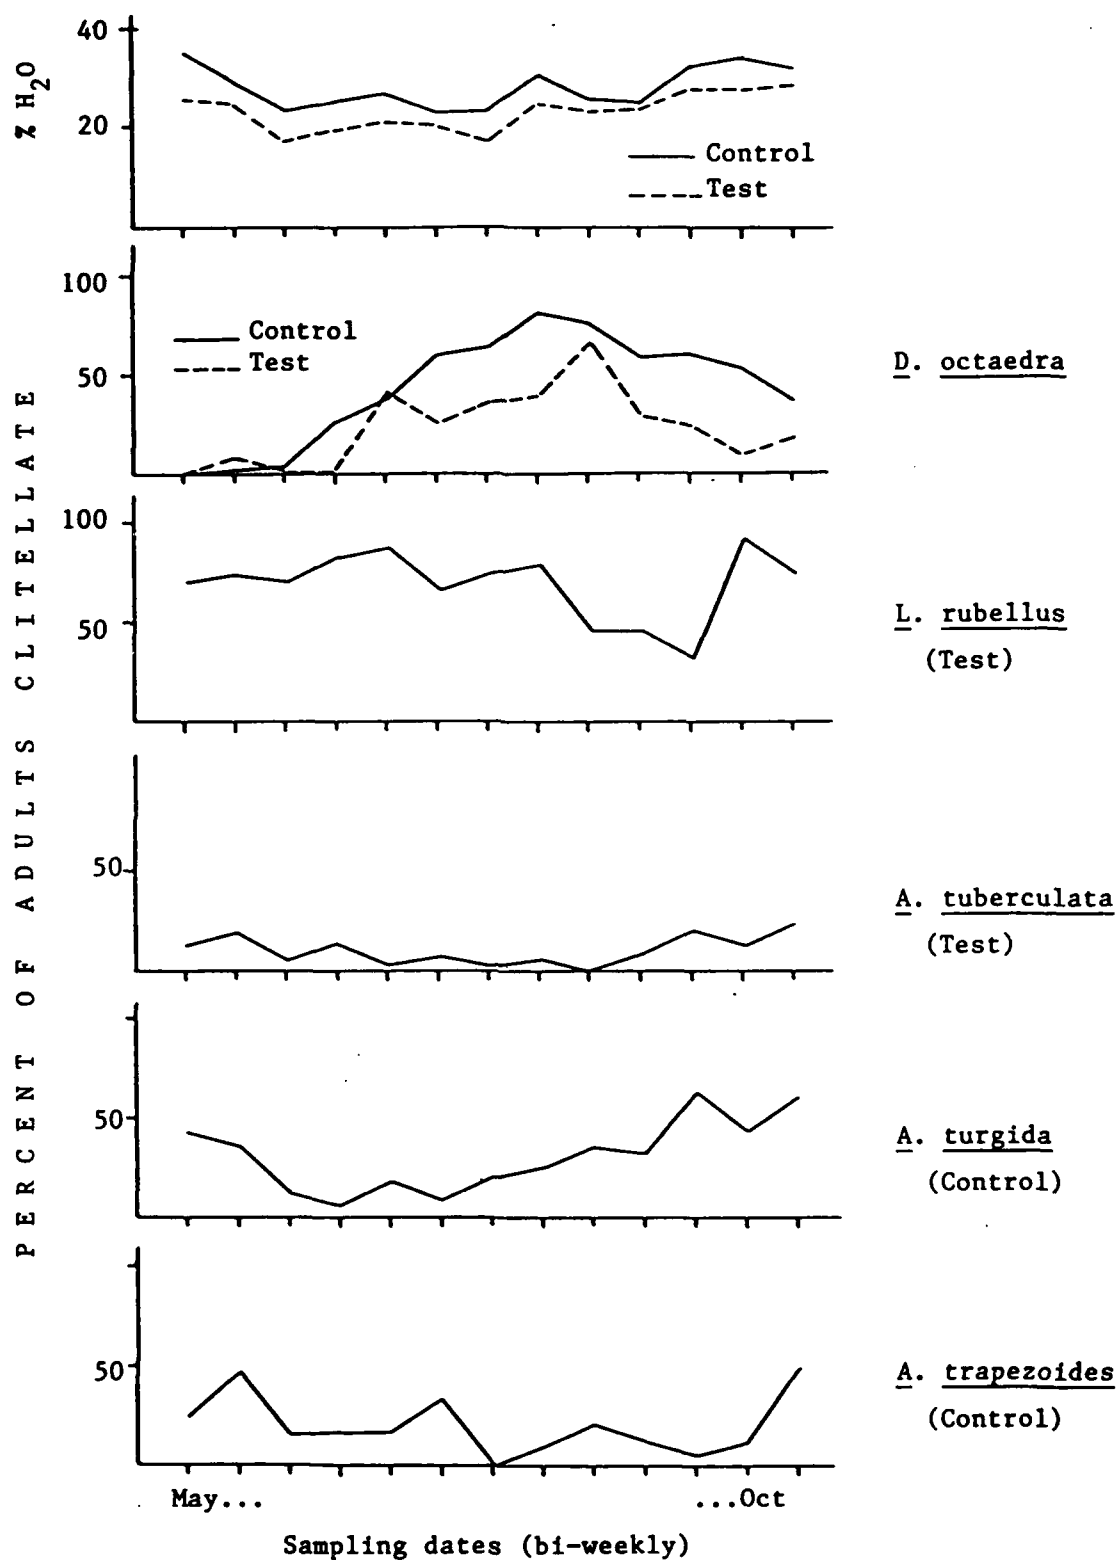 % H2O
40
20
Control
Test
PERCENT OF ADULTS CLITELLATE
100
50
Control
Test
D. octaedra
100
50
L. rubellus
(Test)
50
A. tuberculata
(Test)
50
A. turgida
(Control)
50
A. trapezoides
(Control)
May...
...Oct
Sampling dates (bi-weekly)